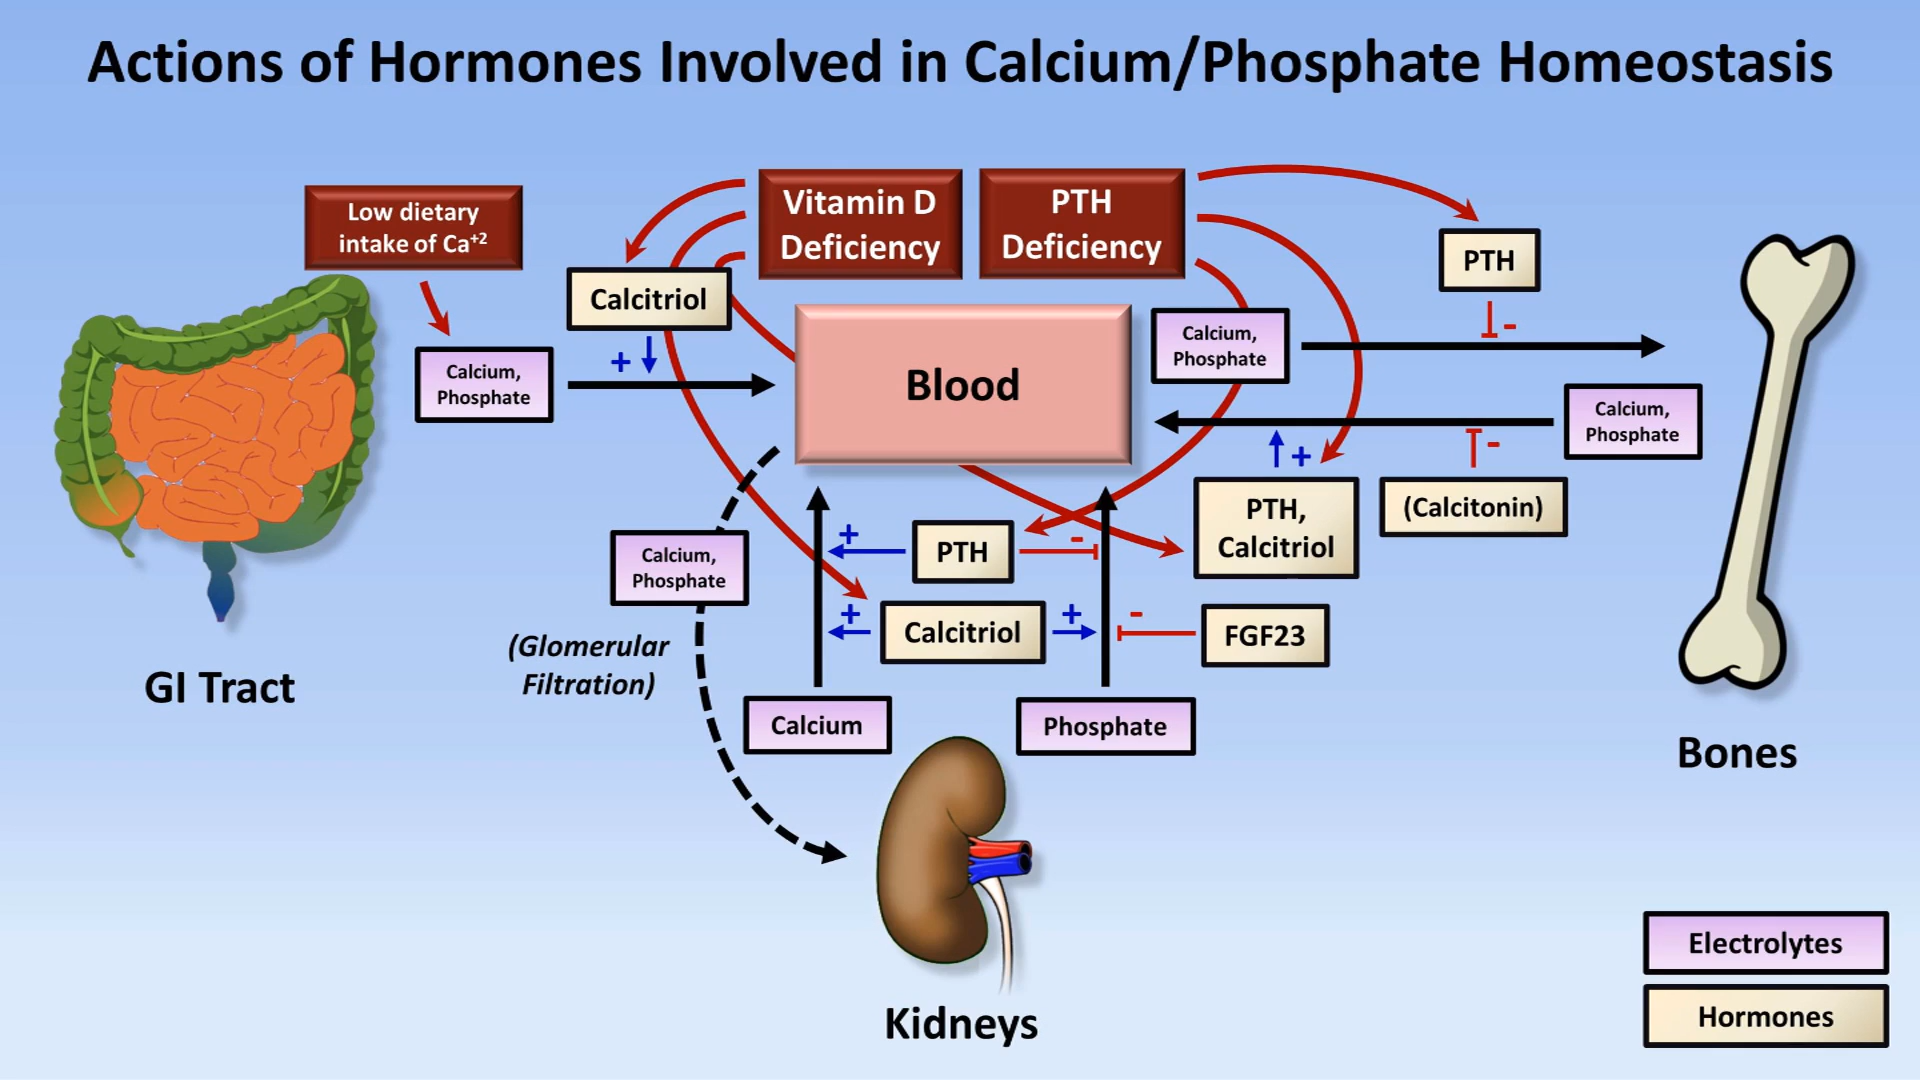 Actions of Hormones Involved in Calcium/Phosphate Homeostasis
Low dietary
intake of Ca⁺²
Vitamin D
Deficiency
PTH
Deficiency
PTH
Calcitriol
+
Calcium,
Phosphate
Blood
Calcium,
Phosphate
-
Calcium,
Phosphate
+
-
PTH,
Calcitriol
(Calcitonin)
Calcium,
Phosphate
(Glomerular
Filtration)
+
PTH
-
+
Calcitriol
+
-
FGF23
Calcium
Phosphate
GI Tract
Bones
Kidneys
Electrolytes
Hormones